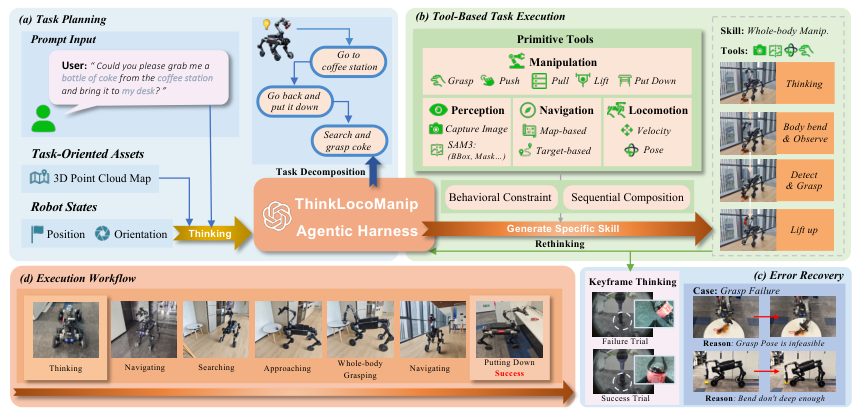 (a) Task Planning
Prompt Input
User: " Could you please grab me a
bottle of coke from the coffee station
and bring it to my desk? "
Task-Oriented Assets
3D Point Cloud Map
Robot States
Position
Orientation
Thinking
Go to
coffee station
Go back and
put it down
Search and
grasp coke
Task Decomposition
ThinkLocoManip
Agentic Harness
(b) Tool-Based Task Execution
Primitive Tools
Manipulation
Grasp
Push
Pull
Lift
Put Down
Perception
Capture Image
SAM3:
(BBox, Mask...)
Navigation
Map-based
Target-based
Locomotion
Velocity
Pose
Behavioral Constraint
Sequential Composition
Generate Specific Skill
Rethinking
Skill: Whole-body Manip.
Tools:
Thinking
Body bend
& Observe
Detect
& Grasp
Lift up
(d) Execution Workflow
Thinking
Navigating
Searching
Approaching
Whole-body
Grasping
Navigating
Putting Down
Success
Keyframe Thinking
Failure Trial
Success Trial
(c) Error Recovery
Case: Grasp Failure
Reason: Grasp Pose is infeasible
Reason: Bend don't deep enough